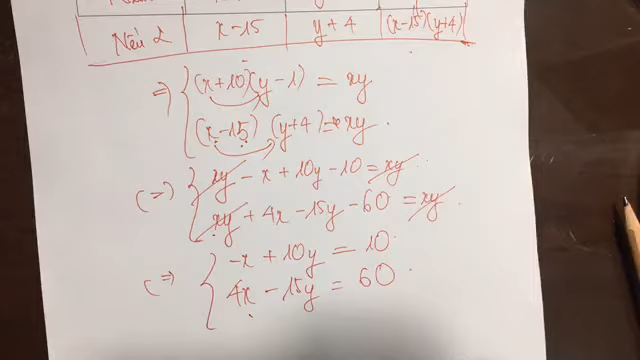 Nếu 2 x-15 y+4 (x-15)(y+4)
=> (x+10)(y-1) = xy
(x-15)(y+4) = xy.
(=> xy - x + 10y - 10 = xy
xy + 4x - 15y - 60 = xy.
(=> -x + 10y = 10
4x - 15y = 60